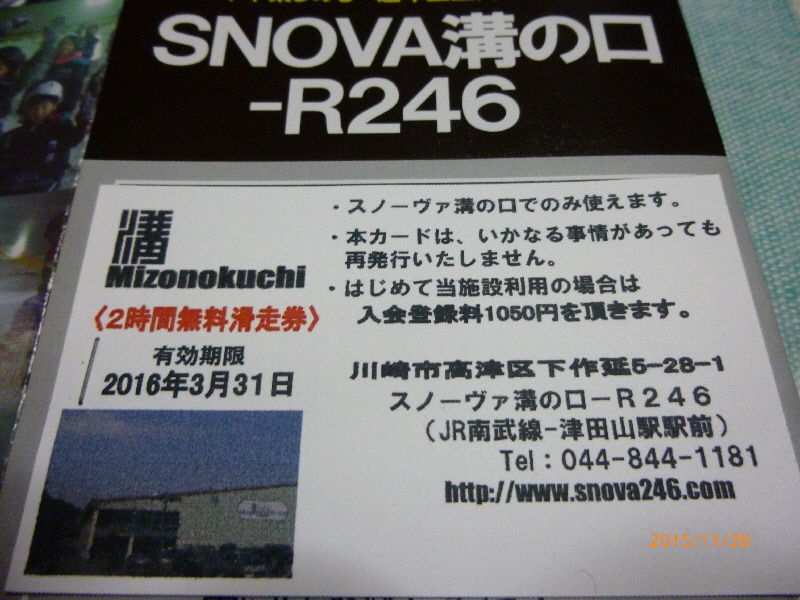 SNOVA溝の口
-R246
Mizonokuchi
〈2時間無料滑走券〉
有効期限
2016年3月31日
・スノーヴァ溝の口でのみ使えます。
・本カードは、いかなる事情があっても
再発行いたしません。
・はじめて当施設利用の場合は
入会登録料1050円を頂きます。
川崎市高津区下作延5-28-1
スノーヴァ溝の口ーR246
（JR南武線-津田山駅駅前）
Tel：044-844-1181
http://www.snova246.com
2015/11/20